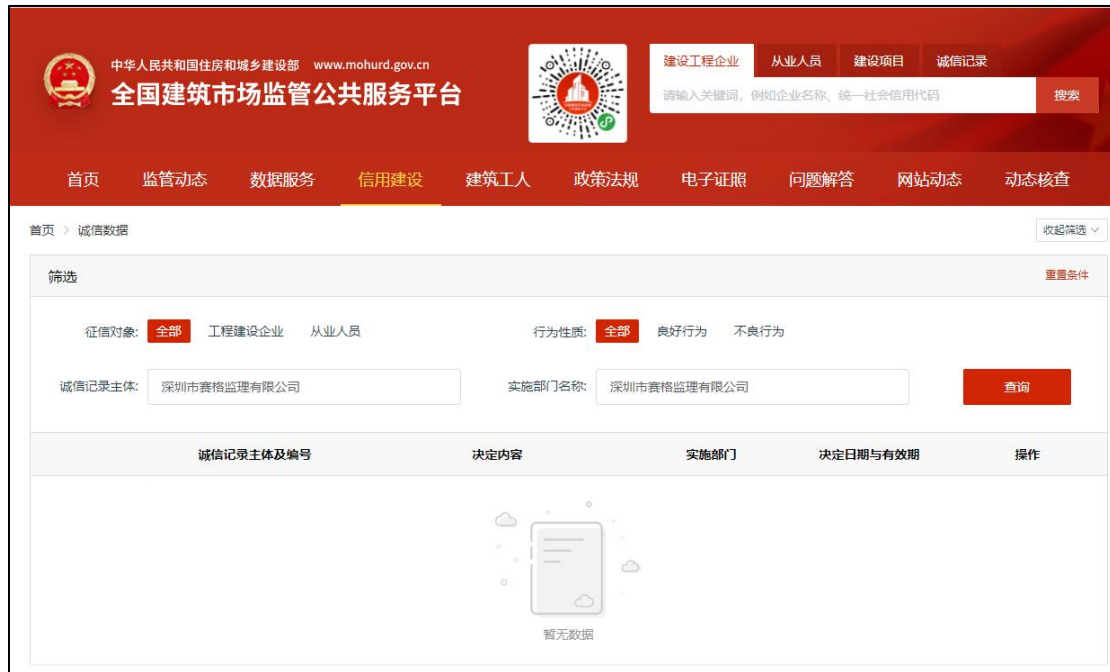 中华人民共和国住房和城乡建设部 www.mohurd.gov.cn
全国建筑市场监管公共服务平台
建设工程企业 从业人员 建设项目 诚信记录
请输入关键词，例如企业名称、统一社会信用代码 搜索
首页 监管动态 数据服务 信用建设 建筑工人 政策法规 电子证照 问题解答 网站动态 动态核查
首页 > 诚信数据 收起筛选
筛选 重置条件
征信对象: 全部 工程建设企业 从业人员 行为性质: 全部 良好行为 不良行为
诚信记录主体: 深圳市赛格监理有限公司 实施部门名称: 深圳市赛格监理有限公司 查询
诚信记录主体及编号 决定内容 实施部门 决定日期与有效期 操作
暂无数据